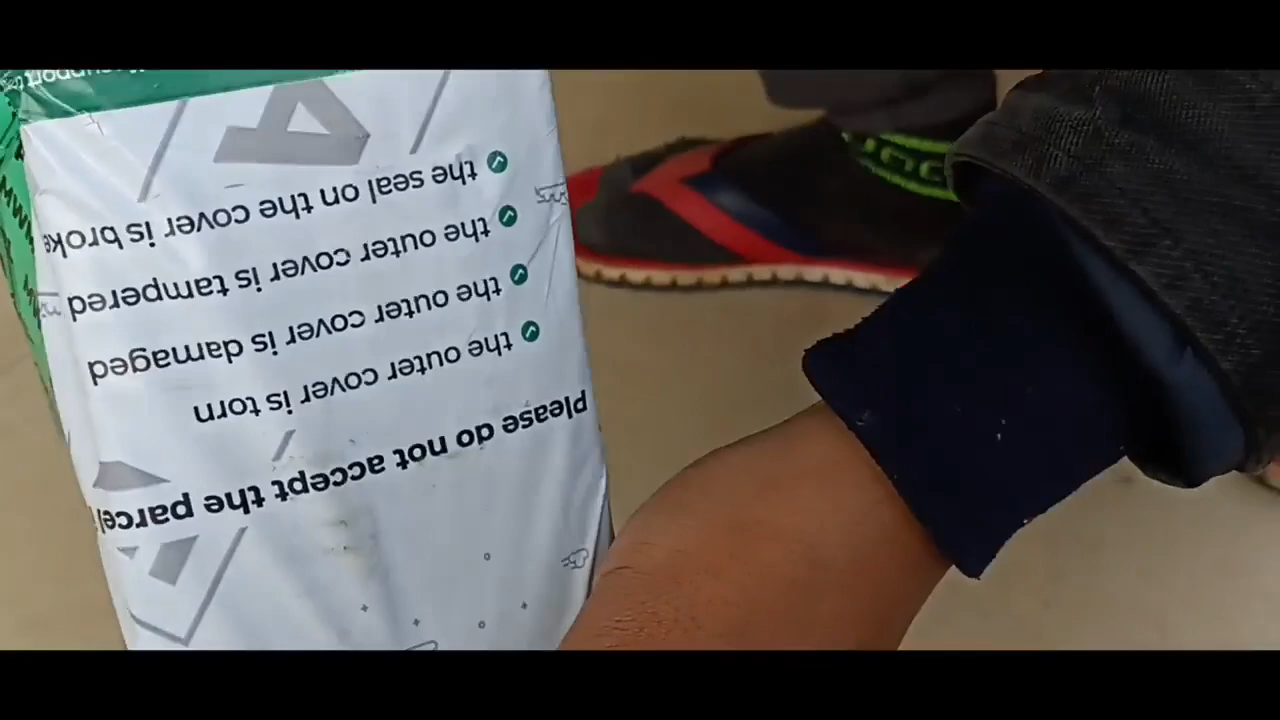 Please do not accept the parcel
the outer cover is torn
the outer cover is damaged
the outer cover is tampered
the seal on the cover is broke